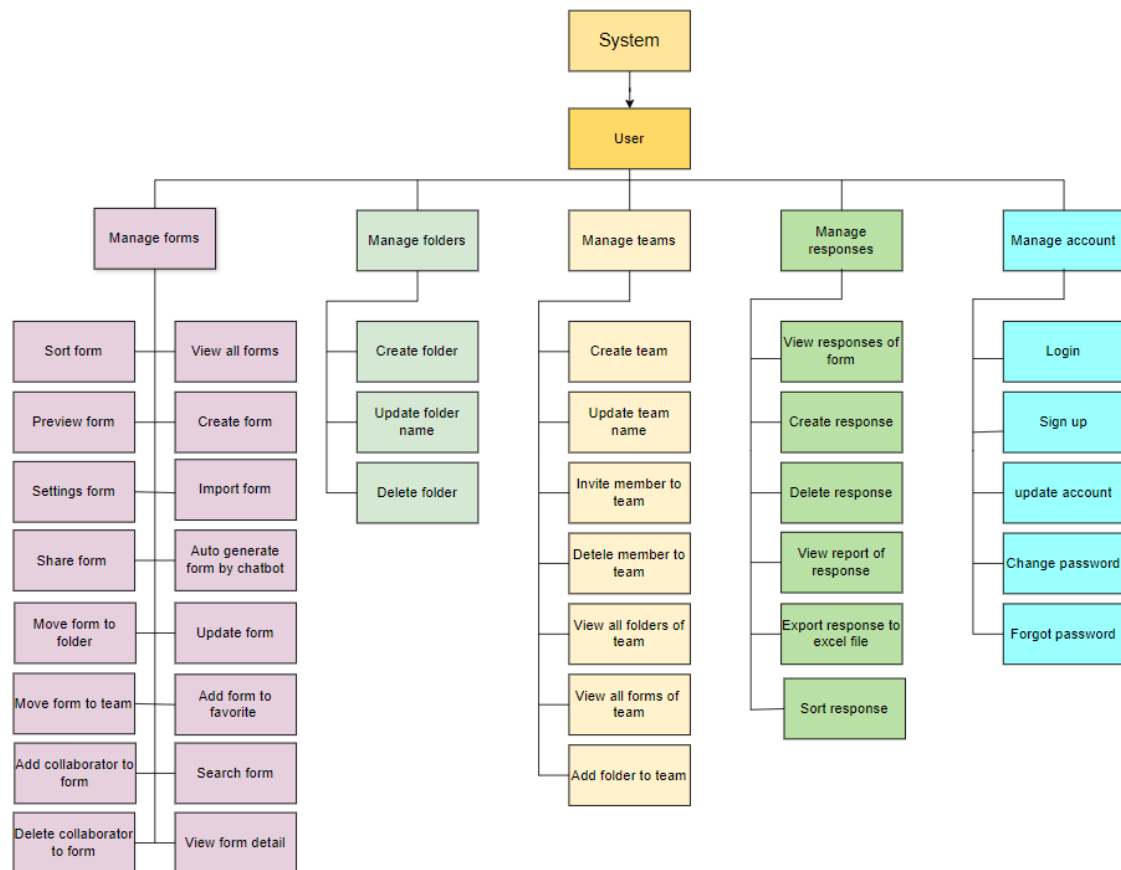 System
User
Manage forms
Manage folders
Manage teams
Manage
responses
Manage account
Sort form
View all forms
Preview form
Create form
Settings form
Import form
Share form
Auto generate
form by chatbot
Move form to
folder
Update form
Move form to team
Add form to
favorite
Add collaborator to
form
Search form
Delete collaborator
to form
View form detail
Create folder
Update folder
name
Delete folder
Create team
Update team
name
Invite member to
team
Detele member to
team
View all folders of
team
View all forms of
team
Add folder to team
View responses of
form
Create response
Delete response
View report of
response
Export response to
excel file
Sort response
Login
Sign up
update account
Change password
Forgot password